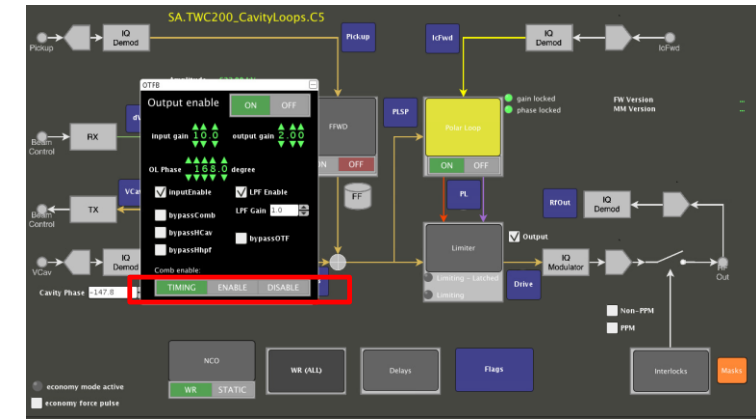 SA.TWC200_CavityLoops.C5
Pickup
IQ
Demod
Pickup
IcFwd
IQ
Demod
IcFwd
OTFB
Output enable ON OFF
input gain 10.0 output gain 2.00
OL Phase 168.0 degree
inputEnable LPF Enable
bypassComb LPF Gain 1.0
bypassHCav
bypassOTF
bypassHhpf
Comb enable:
TIMING ENABLE DISABLE
FFWD
OFF
FF
PLSP
Polar Loop
ON OFF
gain locked
phase locked
FW Version
MM Version
Beam
Control
RX
Beam
Control
TX
PL
RfOut
IQ
Demod
VCav
IQ
Demod
Limiter
Output
Limiting - Latched
Limiting
Drive
IQ
Modulator
Out
Cavity Phase -147.8
Non-PPM
PPM
NCO
WR STATIC
WR (ALL)
Delays
Flags
Interlocks
Masks
economy mode active
economy force pulse